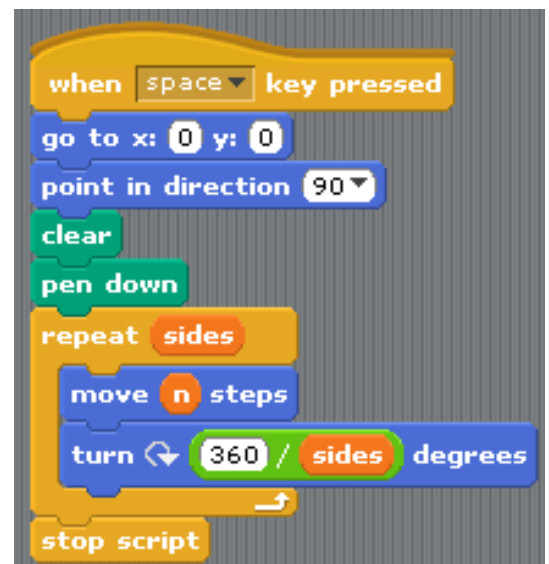 when space key pressed
go to x: 0 y: 0
point in direction 90
clear
pen down
repeat sides
move n steps
turn 360 / sides degrees
stop script